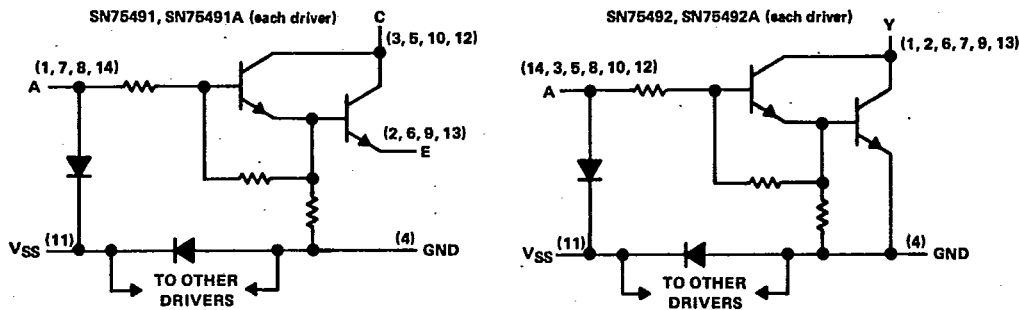 SN75491, SN75491A (each driver)
C
(3, 5, 10, 12)
(1, 7, 8, 14)
A
(2, 6, 9, 13)
E
VSS
(11)
(4)
GND
TO OTHER
DRIVERS
SN75492, SN75492A (each driver)
Y
(1, 2, 6, 7, 9, 13)
(14, 3, 5, 8, 10, 12)
A
VSS
(11)
(4)
GND
TO OTHER
DRIVERS